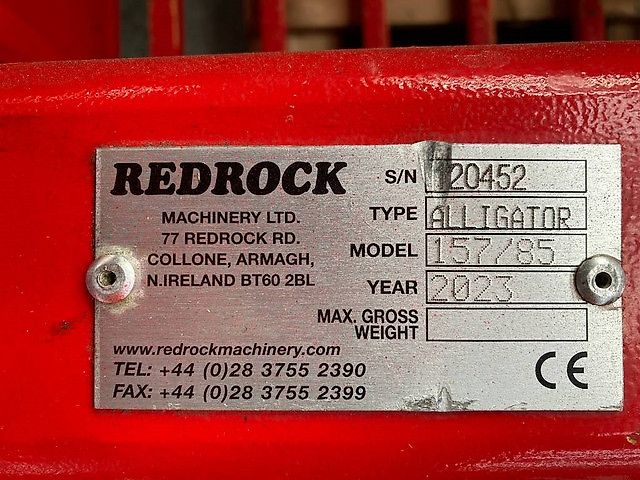 REDROCK
MACHINERY LTD.
77 REDROCK RD.
COLLONE, ARMAGH,
N.IRELAND BT60 2BL
S/N 20452
TYPE ALLIGATOR
MODEL 157/85
YEAR 2023
MAX. GROSS
WEIGHT
www.redrockmachinery.com
TEL: +44 (0)28 3755 2390
FAX: +44 (0)28 3755 2399
CE